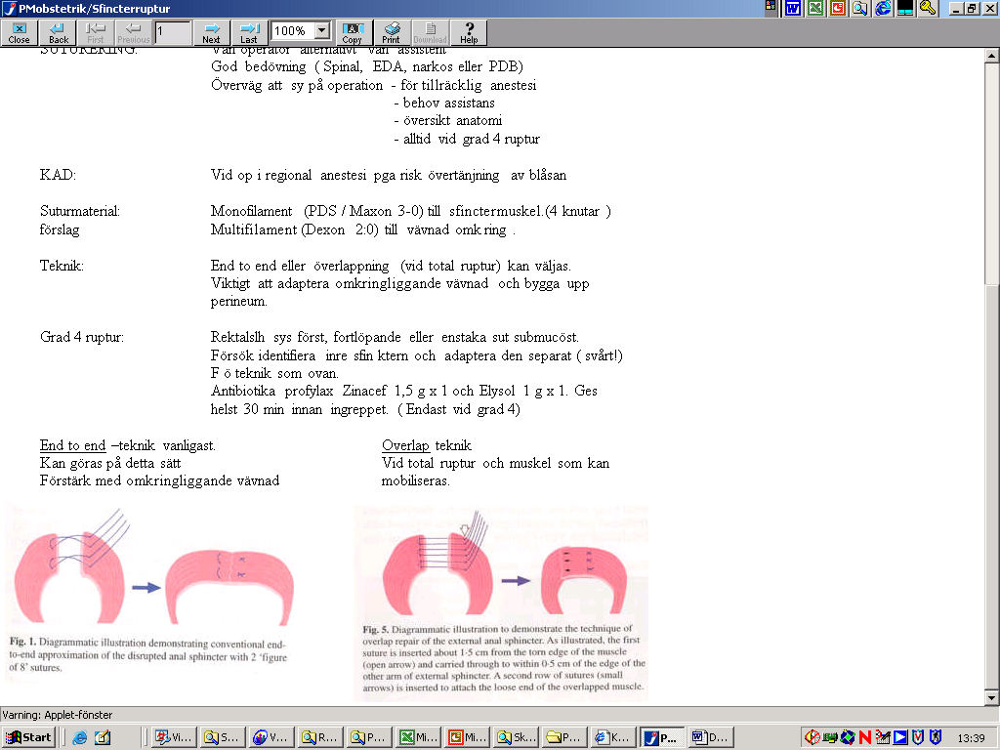 PMobstetrik/Sfincterruptur
Close Back First Previous 1 Next Last 100% Copy Print Download Help
SUTURERING: Van operatör alternativt van assistent
God bedövning ( Spinal, EDA, narkos eller PDB)
Överväg att sy på operation - för tillräcklig anestesi
- behov assistans
- översikt anatomi
- alltid vid grad 4 ruptur
KAD: Vid op i regional anestesi pga risk övertänjning av blåsan
Suturmaterial: Monofilament (PDS / Maxon 3-0) till sfinctermuskel.(4 knutar )
förslag Multifilament (Dexon 2:0) till vävnad omkring .
Teknik: End to end eller överlappning (vid total ruptur) kan väljas.
Viktigt att adaptera omkringliggande vävnad och bygga upp
perineum.
Grad 4 ruptur: Rektalslh sys först, fortlöpande eller enstaka sut submucöst.
Försök identifiera inre sfin ktern och adaptera den separat ( svårt!)
F ö teknik som ovan.
Antibiotika profylax Zinacef 1,5 g x 1 och Elysol 1 g x 1. Ges
helst 30 min innan ingreppet. ( Endast vid grad 4)
End to end –teknik vanligast.
Kan göras på detta sätt
Förstärk med omkringliggande vävnad
Overlap teknik
Vid total ruptur och muskel som kan
mobiliseras.
Fig. 1. Diagrammatic illustration demonstrating conventional end-
to-end approximation of the disrupted anal sphincter with 2 'figure
of 8' sutures.
Fig. 5. Diagrammatic illustration to demonstrate the technique of
overlap repair of the external anal sphincter. As illustrated, the first
suture is inserted about 1·5 cm from the torn edge of the muscle
(open arrow) and carried through to within 0·5 cm of the edge of the
other arm of external sphincter. A second row of sutures (small
arrows) is inserted to attach the loose end of the overlapped muscle.
Varning: Applet-fönster
Start Vi... S... V... R... P... Mi... Mi... Sk... P... K... P... D... 13:39